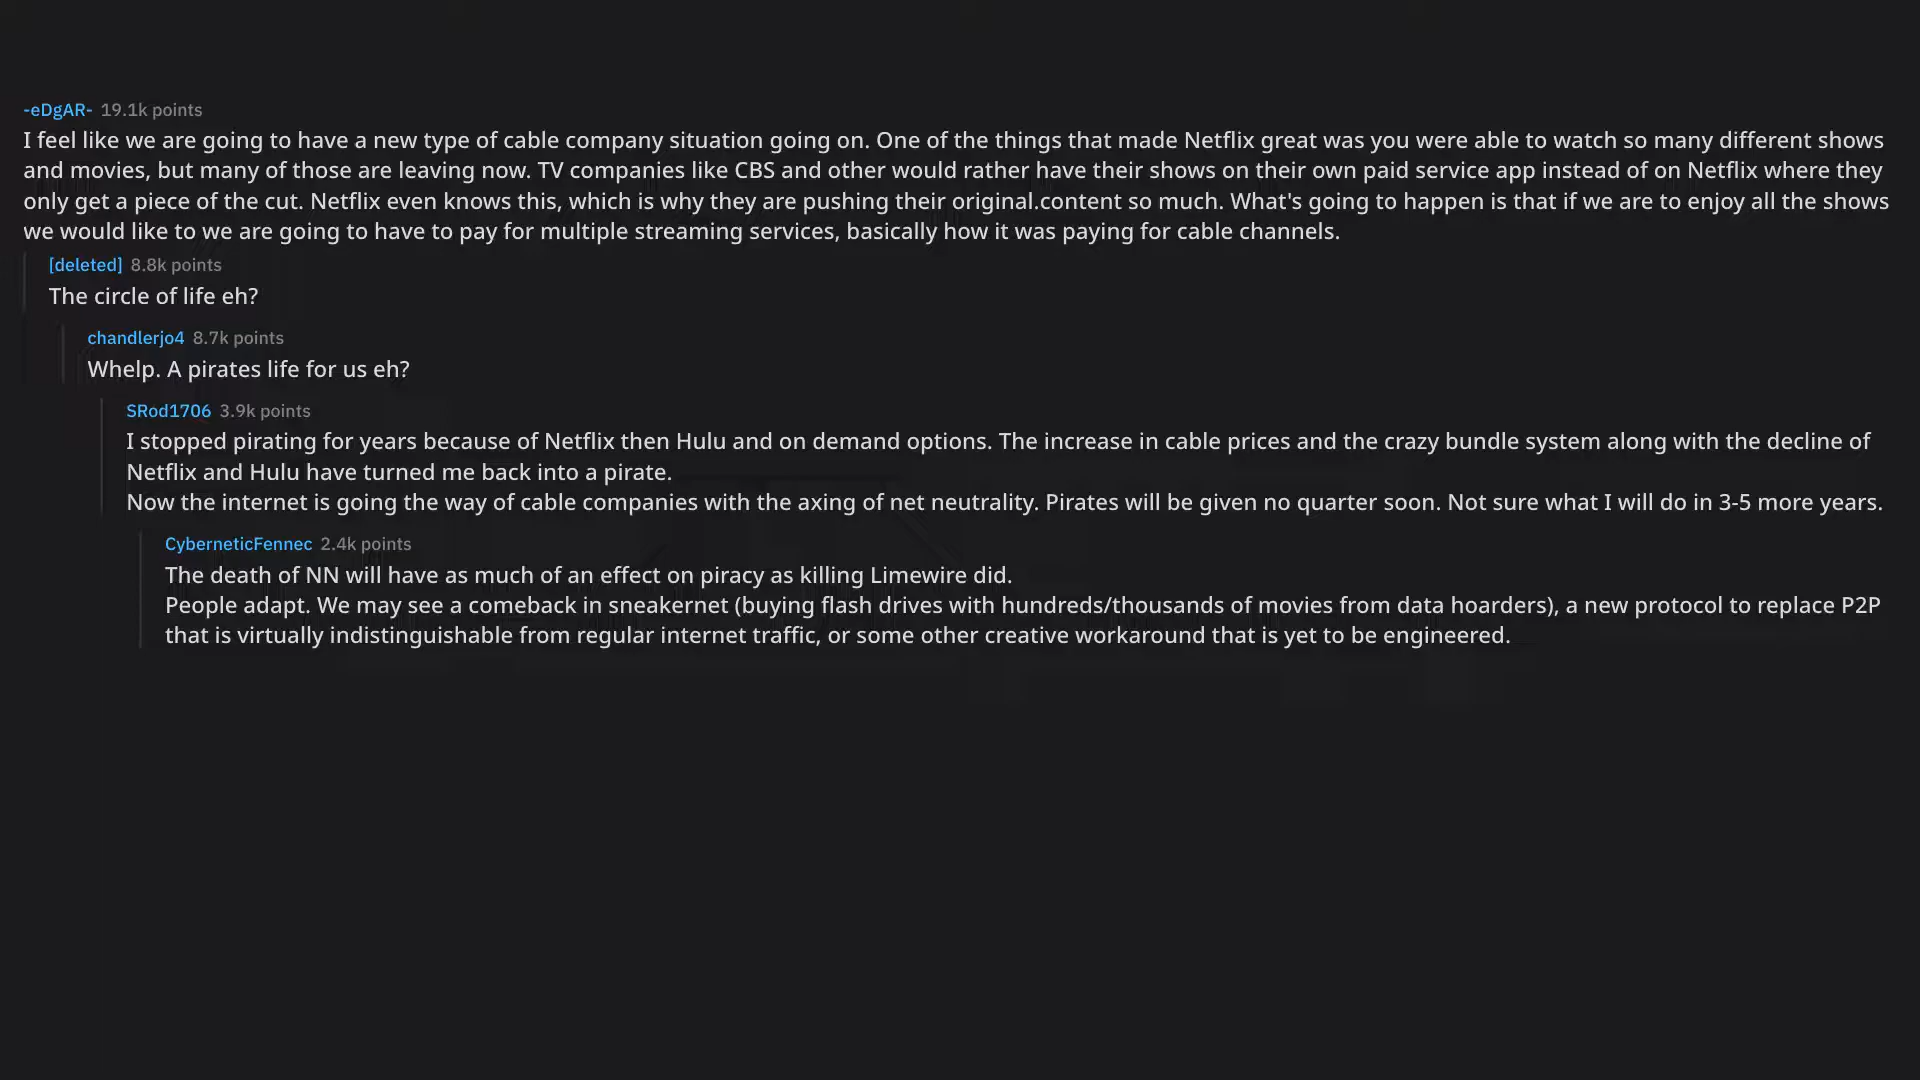 -eDgAR- 19.1k points
I feel like we are going to have a new type of cable company situation going on. One of the things that made Netflix great was you were able to watch so many different shows
and movies, but many of those are leaving now. TV companies like CBS and other would rather have their shows on their own paid service app instead of on Netflix where they
only get a piece of the cut. Netflix even knows this, which is why they are pushing their original.content so much. What's going to happen is that if we are to enjoy all the shows
we would like to we are going to have to pay for multiple streaming services, basically how it was paying for cable channels.
[deleted] 8.8k points
The circle of life eh?
chandlerjo4 8.7k points
Whelp. A pirates life for us eh?
SRod1706 3.9k points
I stopped pirating for years because of Netflix then Hulu and on demand options. The increase in cable prices and the crazy bundle system along with the decline of
Netflix and Hulu have turned me back into a pirate.
Now the internet is going the way of cable companies with the axing of net neutrality. Pirates will be given no quarter soon. Not sure what I will do in 3-5 more years.
CyberneticFennec 2.4k points
The death of NN will have as much of an effect on piracy as killing Limewire did.
People adapt. We may see a comeback in sneakernet (buying flash drives with hundreds/thousands of movies from data hoarders), a new protocol to replace P2P
that is virtually indistinguishable from regular internet traffic, or some other creative workaround that is yet to be engineered.